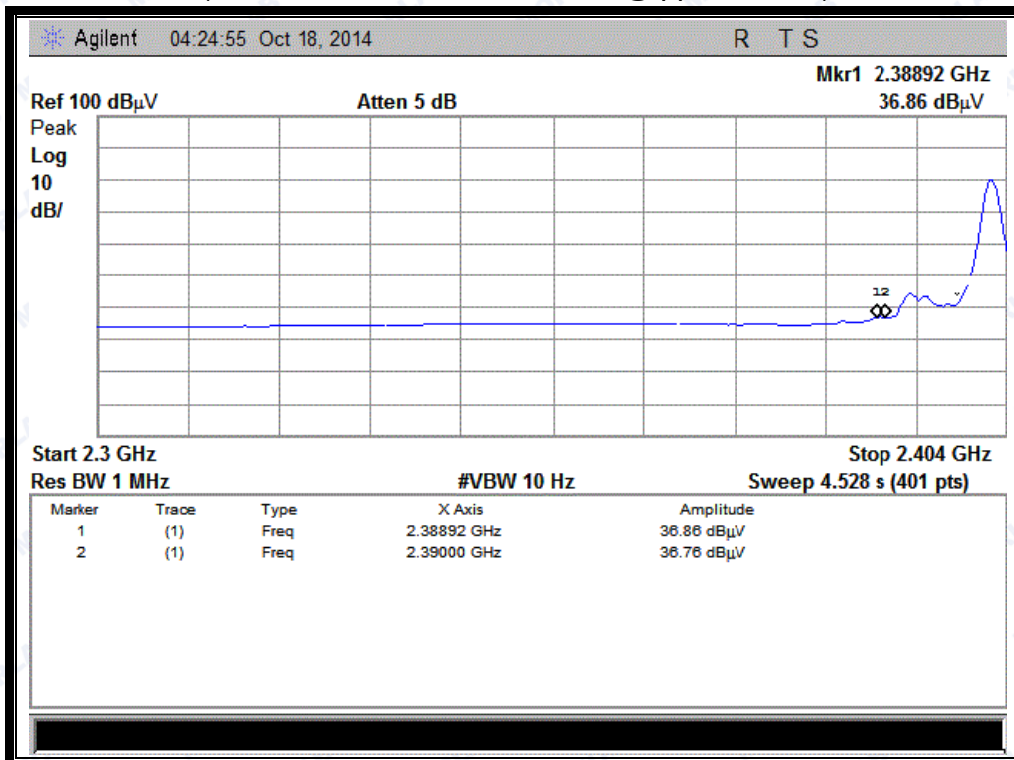 Agilent 04:24:55 Oct 18, 2014 R T S
Mkr1 2.38892 GHz
Ref 100 dBµV Atten 5 dB 36.86 dBµV
Peak
Log
10
dB/
12
Start 2.3 GHz Stop 2.404 GHz
Res BW 1 MHz #VBW 10 Hz Sweep 4.528 s (401 pts)
Marker Trace Type X Axis Amplitude
1 (1) Freq 2.38892 GHz 36.86 dBµV
2 (1) Freq 2.39000 GHz 36.76 dBµV